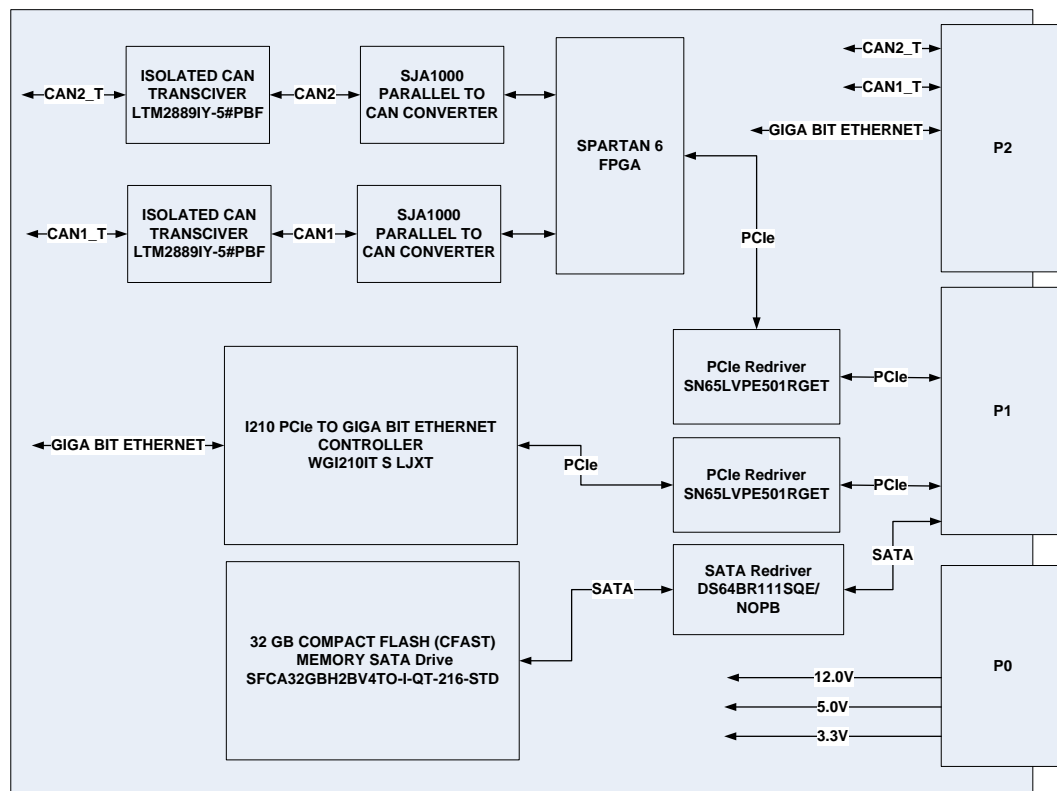 CAN2_T
ISOLATED CAN
TRANSCIVER
LTM2889IY-5#PBF
CAN2
SJA1000
PARALLEL TO
CAN CONVERTER
SPARTAN 6
FPGA
CAN2_T
CAN1_T
GIGA BIT ETHERNET
P2
CAN1_T
ISOLATED CAN
TRANSCIVER
LTM2889IY-5#PBF
CAN1
SJA1000
PARALLEL TO
CAN CONVERTER
PCIe
PCIe Redriver
SN65LVPE501RGET
PCIe
P1
GIGA BIT ETHERNET
I210 PCIe TO GIGA BIT ETHERNET
CONTROLLER
WGI210IT S LJXT
PCIe
PCIe Redriver
SN65LVPE501RGET
PCIe
SATA
32 GB COMPACT FLASH (CFAST)
MEMORY SATA Drive
SFCA32GBH2BV4TO-I-QT-216-STD
SATA
SATA Redriver
DS64BR111SQE/
NOPB
P0
12.0V
5.0V
3.3V